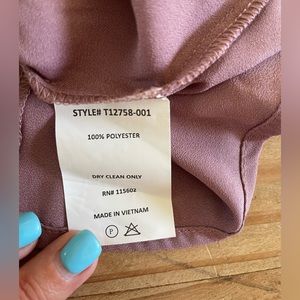 STYLE# T12758-001
100% POLYESTER
DRY CLEAN ONLY
RN# 115602
MADE IN VIETNAM
P